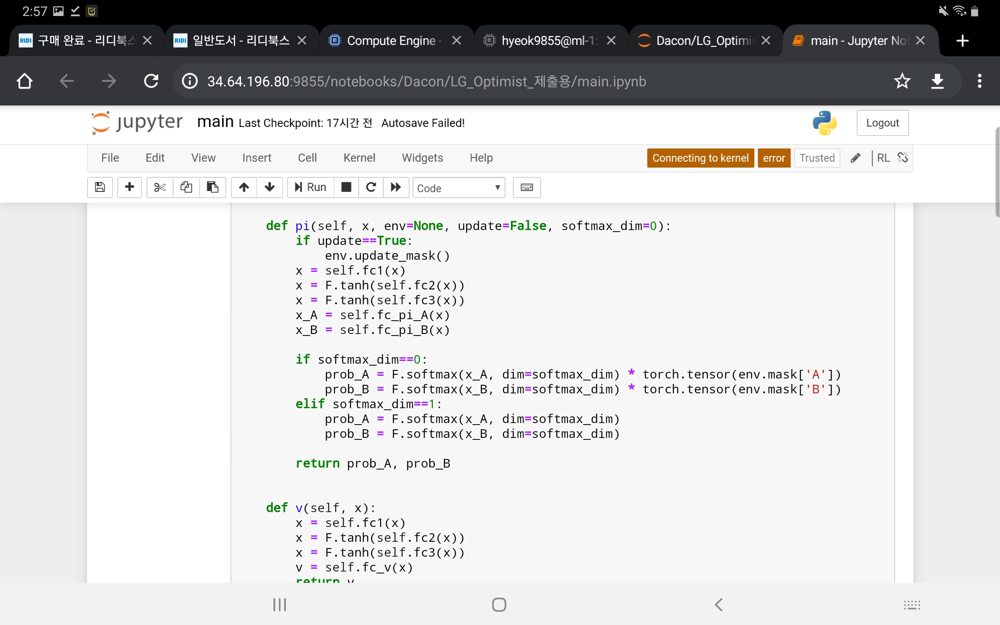 2:57
RIDI 구매 완료 - 리디북스 RIDI 일반도서 - 리디북스 Compute Engine - hyeok9855@ml-1: Dacon/LG_Optimis main - Jupyter Not
34.64.196.80:9855/notebooks/Dacon/LG_Optimist_제출용/main.ipynb
jupyter main Last Checkpoint: 17시간 전 Autosave Failed! Logout
File Edit View Insert Cell Kernel Widgets Help Connecting to kernel error Trusted RL
Run Code
def pi(self, x, env=None, update=False, softmax_dim=0):
if update==True:
env.update_mask()
x = self.fc1(x)
x = F.tanh(self.fc2(x))
x = F.tanh(self.fc3(x))
x_A = self.fc_pi_A(x)
x_B = self.fc_pi_B(x)
if softmax_dim==0:
prob_A = F.softmax(x_A, dim=softmax_dim) * torch.tensor(env.mask['A'])
prob_B = F.softmax(x_B, dim=softmax_dim) * torch.tensor(env.mask['B'])
elif softmax_dim==1:
prob_A = F.softmax(x_A, dim=softmax_dim)
prob_B = F.softmax(x_B, dim=softmax_dim)
return prob_A, prob_B
def v(self, x):
x = self.fc1(x)
x = F.tanh(self.fc2(x))
x = F.tanh(self.fc3(x))
v = self.fc_v(x)
return v